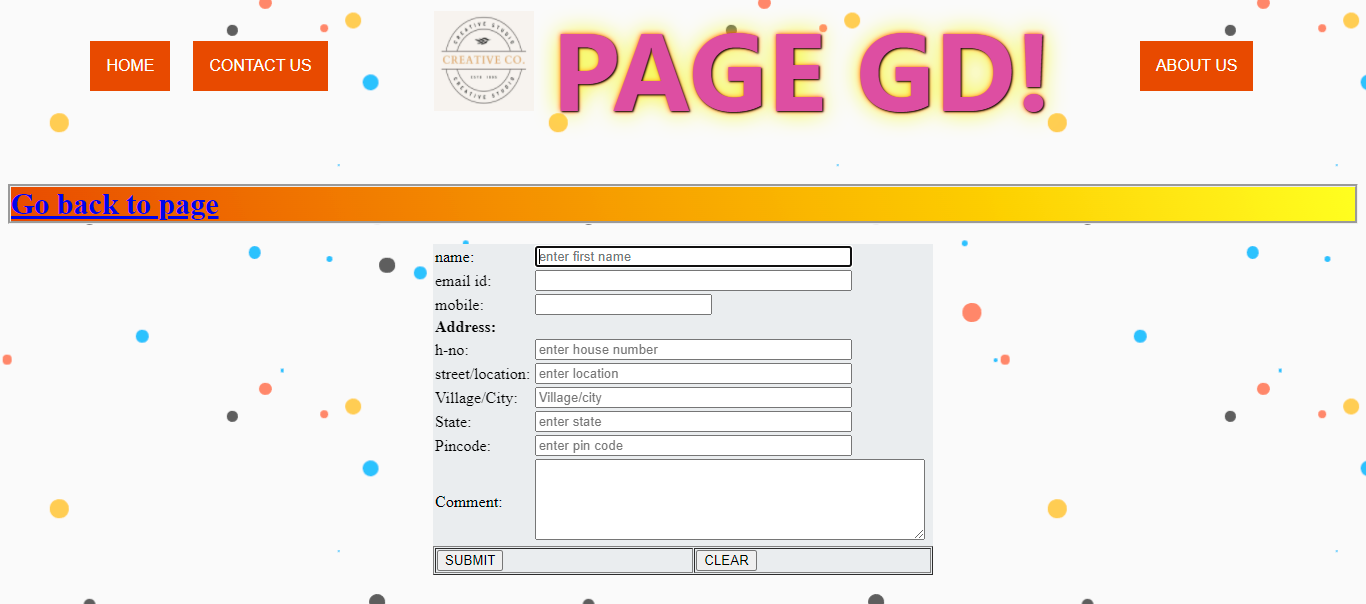 HOME
CONTACT US
CREATIVE STUDIO
CREATIVE CO.
CREATIVE STUDIO
PAGE GD!
ABOUT US
Go back to page
name: enter first name
email id:
mobile:
Address:
h-no: enter house number
street/location: enter location
Village/City: Village/city
State: enter state
Pincode: enter pin code
Comment:
SUBMIT CLEAR